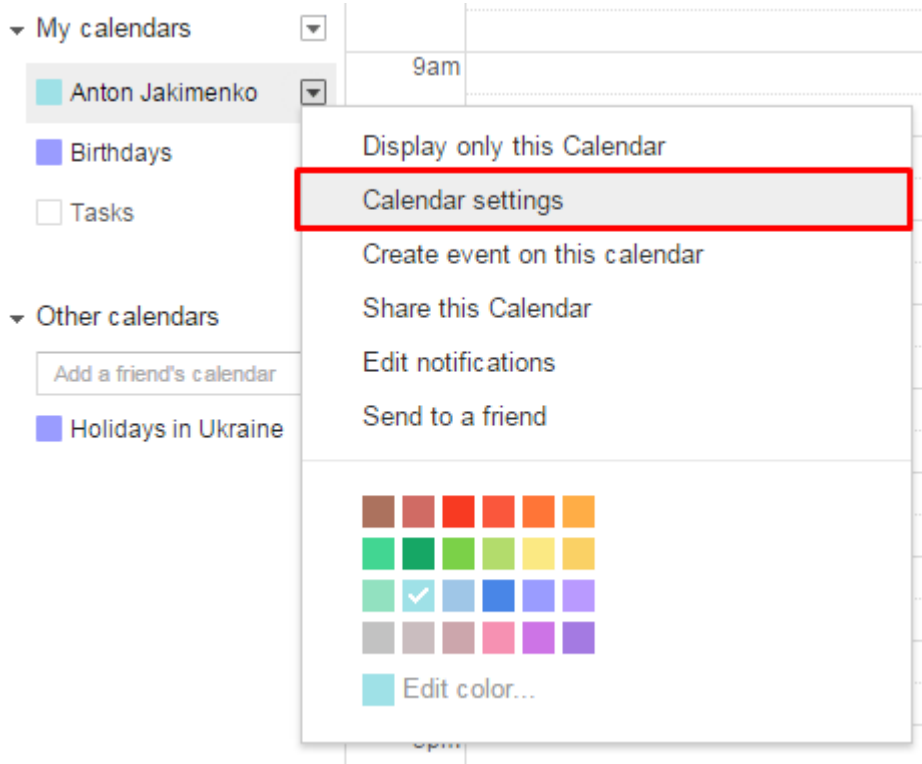 My calendars
9am
Anton Jakimenko
Birthdays
Tasks
Display only this Calendar
Calendar settings
Create event on this calendar
Share this Calendar
Edit notifications
Send to a friend
Other calendars
Add a friend's calendar
Holidays in Ukraine
Edit color...